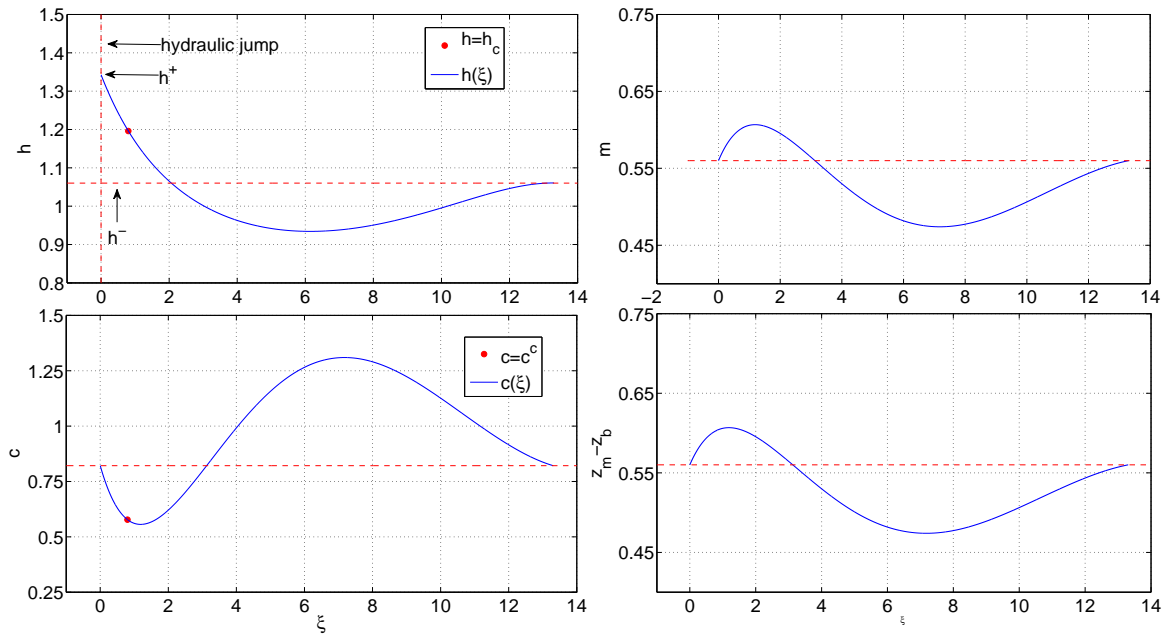 1.5
1.4
1.3
1.2
1.1
1
0.9
0.8
h
hydraulic jump
h+
h−
h=hc
h(ξ)
0 2 4 6 8 10 12 14
0.75
0.65
0.55
0.45
m
−2 0 2 4 6 8 10 12 14
1.5
1.25
1
0.75
0.5
0.25
c
c=cc
c(ξ)
0 2 4 6 8 10 12 14
ξ
0.75
0.65
0.55
0.45
zm−zb
0 2 4 6 8 10 12 14
ξ